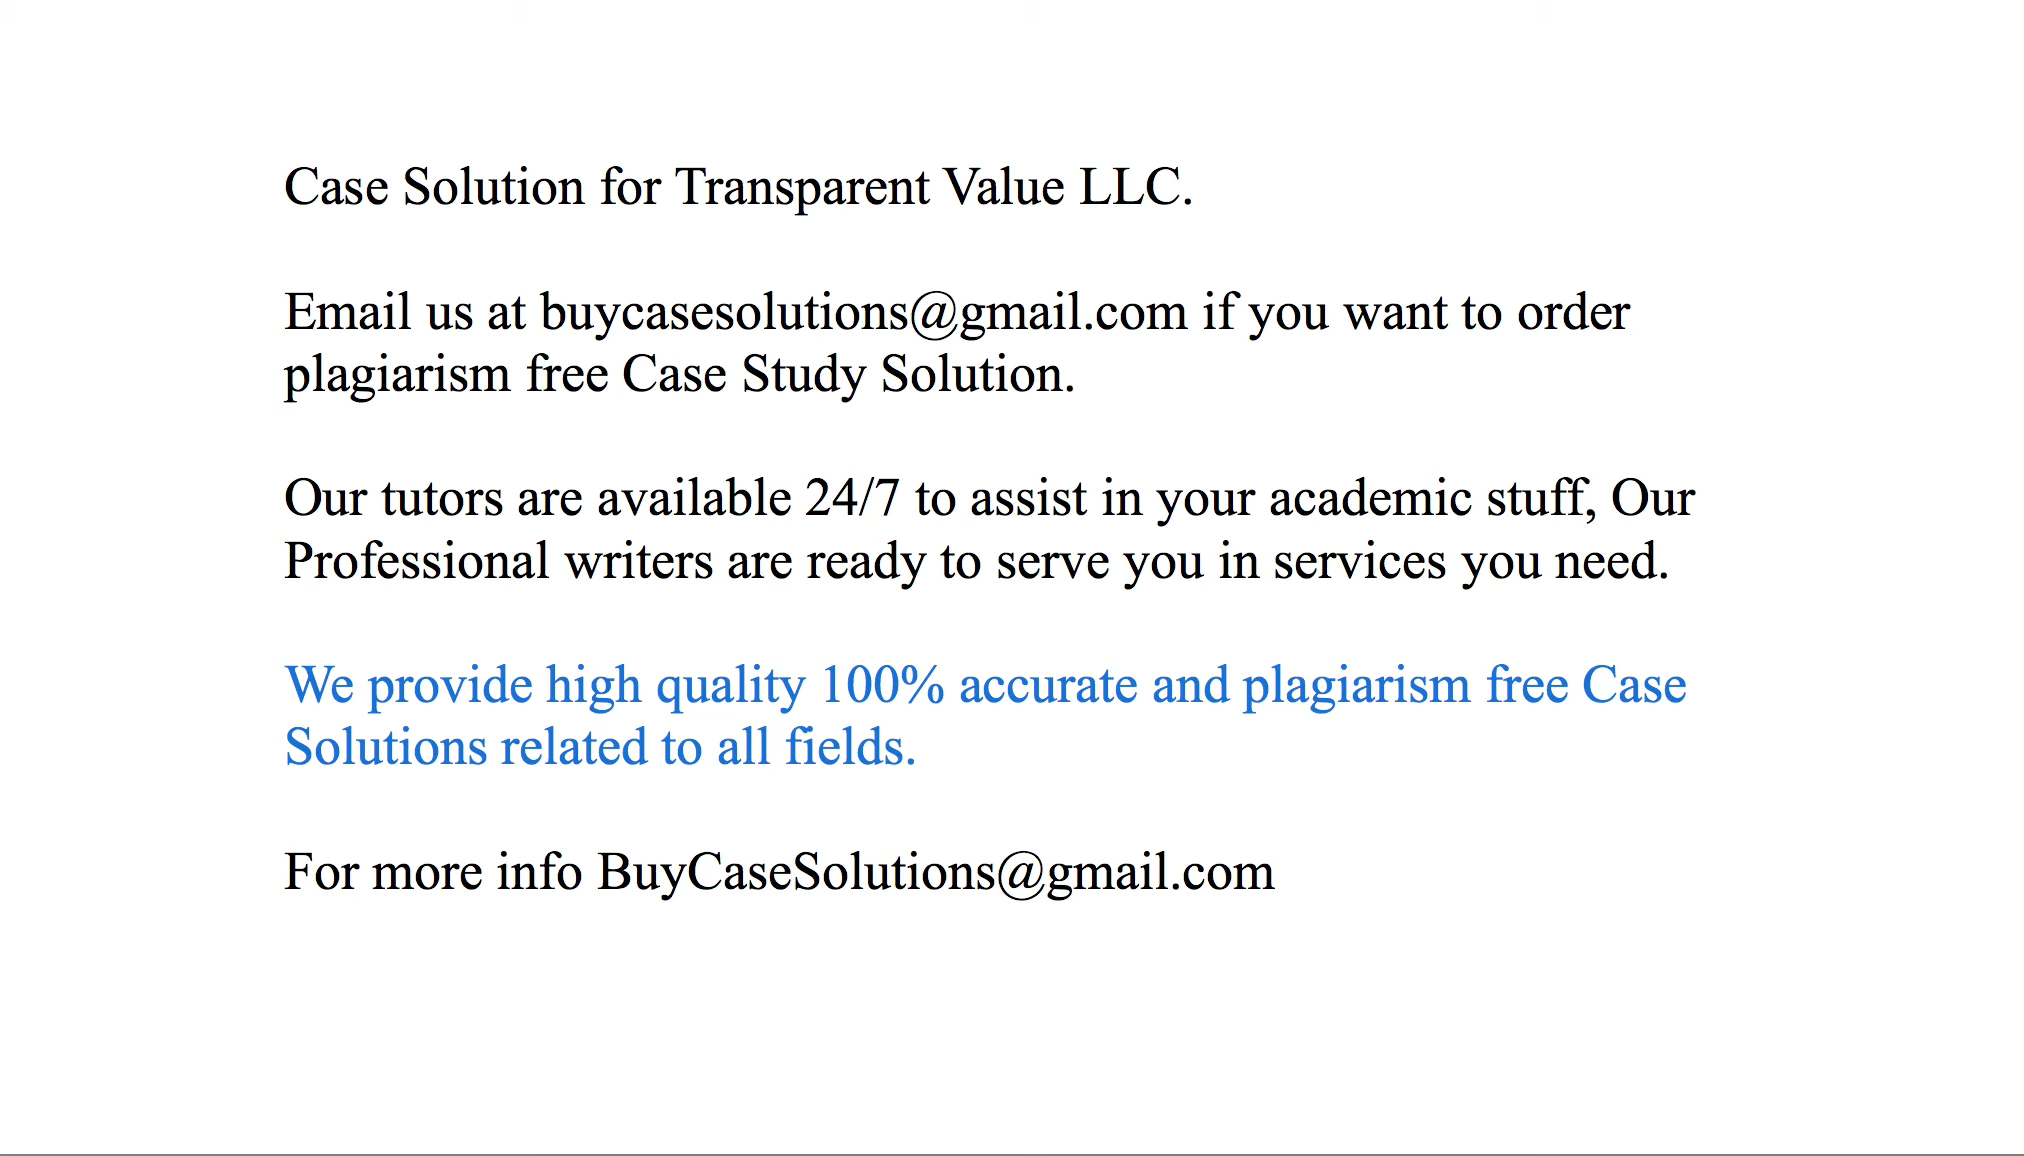 Case Solution for Transparent Value LLC.
Email us at buycasesolutions@gmail.com if you want to order
plagiarism free Case Study Solution.
Our tutors are available 24/7 to assist in your academic stuff, Our
Professional writers are ready to serve you in services you need.
We provide high quality 100% accurate and plagiarism free Case
Solutions related to all fields.
For more info BuyCaseSolutions@gmail.com